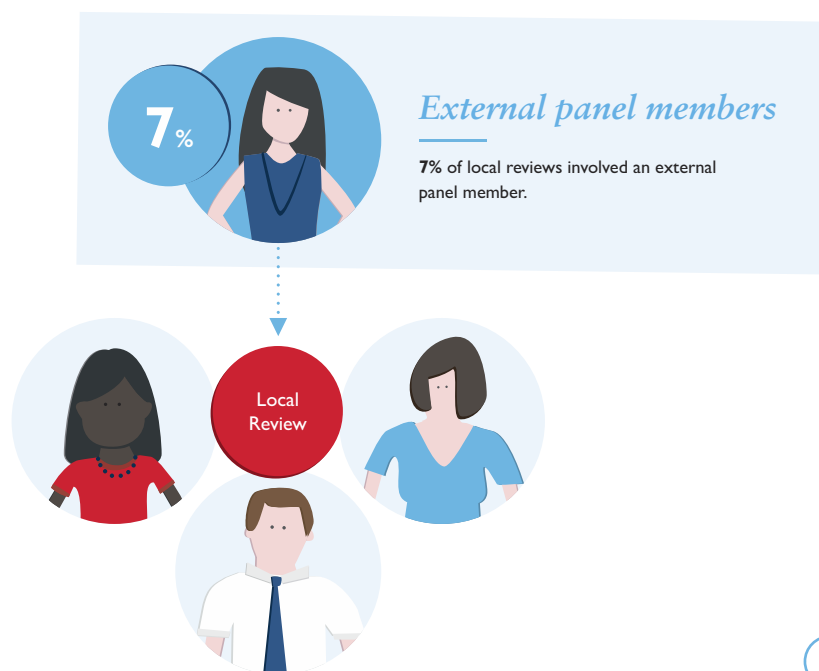 7%
External panel members
7% of local reviews involved an external
panel member.
Local
Review